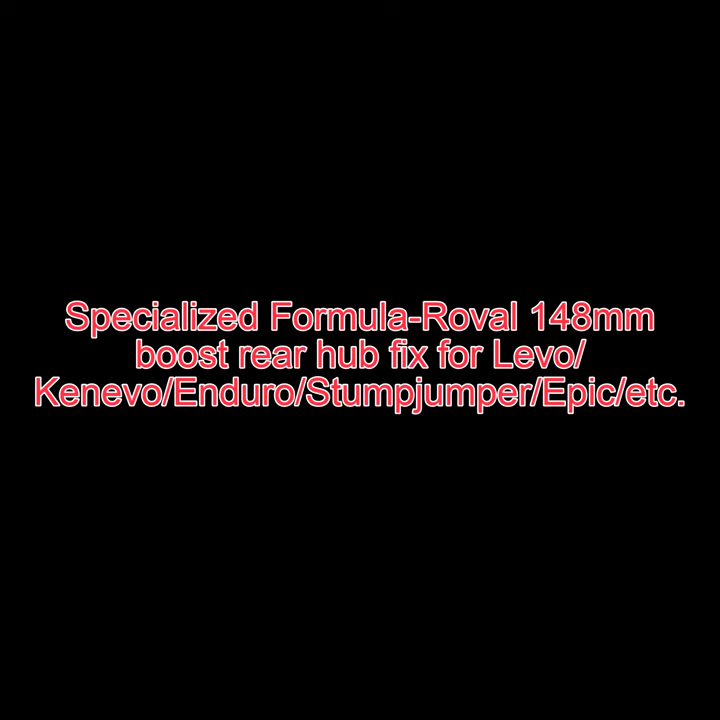 Specialized Formula-Roval 148mm
boost rear hub fix for Levo/
Kenevo/Enduro/Stumpjumper/Epic/etc.